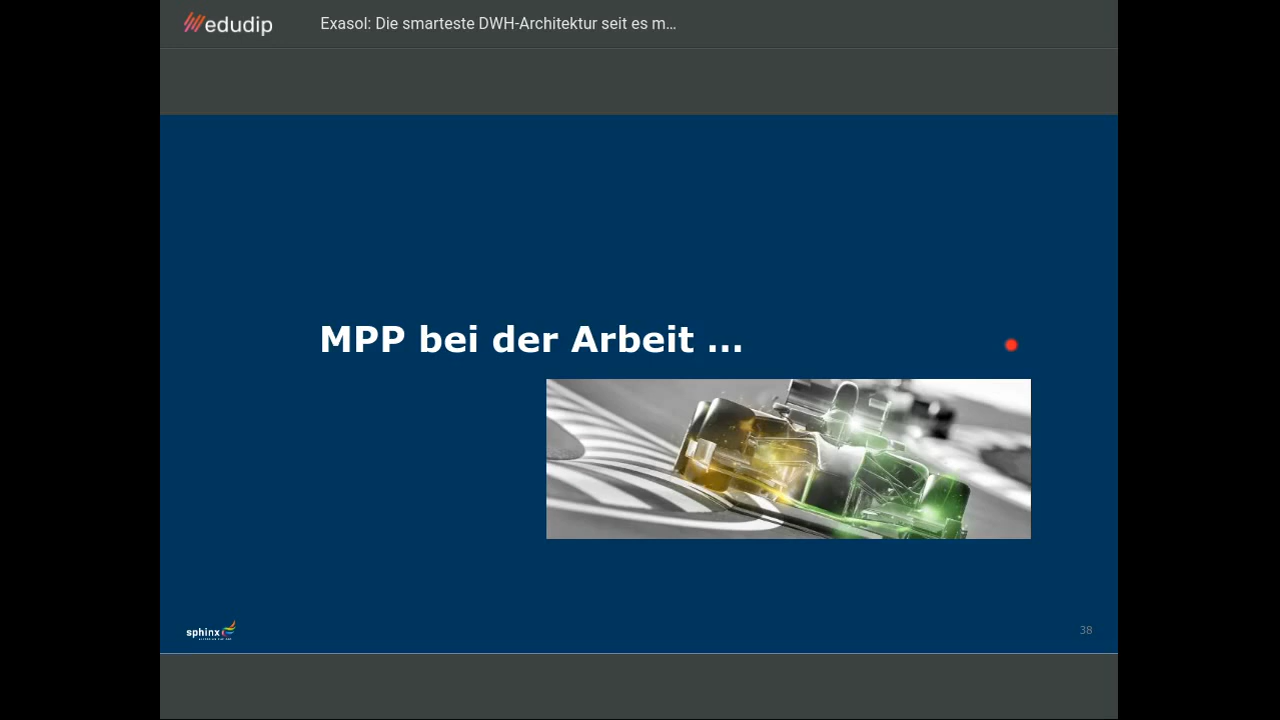 edudip
Exasol: Die smarteste DWH-Architektur seit es m…
MPP bei der Arbeit ...
sphinx
38